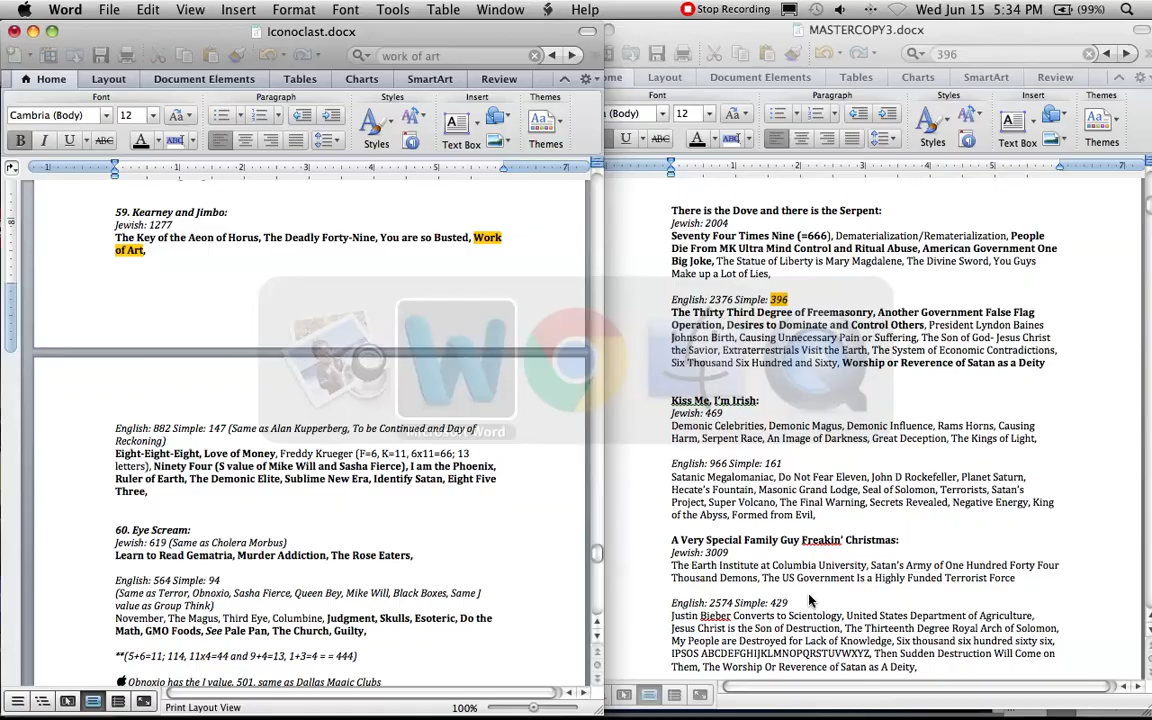 Word File Edit View Insert Format Font Tools Table Window Help Stop Recording Wed Jun 15 5:34 PM (99%)
Iconoclast.docx
MASTERCOPY3.docx
work of art
396
Home Layout Document Elements Tables Charts SmartArt Review
ome Layout Document Elements Tables Charts SmartArt Review
Font Paragraph Styles Insert Themes
Paragraph Styles Insert Themes
Cambria (Body) 12
(Body) 12
B I U ABC A ABC Styles Text Box Themes
U ABC A ABC Styles Text Box Themes
59. Kearney and Jimbo:
Jewish: 1277
The Key of the Aeon of Horus, The Deadly Forty-Nine, You are so Busted, Work
of Art,
English: 882 Simple: 147 (Same as Alan Kupperberg, To be Continued and Day of
Reckoning)
Eight-Eight-Eight, Love of Money, Freddy Krueger (F=6, K=11, 6x11=66; 13
letters), Ninety Four (S value of Mike Will and Sasha Fierce), I am the Phoenix,
Ruler of Earth, The Demonic Elite, Sublime New Era, Identify Satan, Eight Five
Three,
60. Eye Scream:
Jewish: 619 (Same as Cholera Morbus)
Learn to Read Gematria, Murder Addiction, The Rose Eaters,
English: 564 Simple: 94
(Same as Terror, Obnoxio, Sasha Fierce, Queen Bey, Mike Will, Black Boxes, Same J
value as Group Think)
November, The Magus, Third Eye, Columbine, Judgment, Skulls, Esoteric, Do the
Math, GMO Foods, See Pale Pan, The Church, Guilty,
**(5+6=11; 114, 11x4=44 and 9+4=13, 1+3=4 = = 444)
Obnoxio has the J value, 501, same as Dallas Magic Clubs
Print Layout View 100%
There is the Dove and there is the Serpent:
Jewish: 2004
Seventy Four Times Nine (=666), Dematerialization/Rematerialization, People
Die From MK Ultra Mind Control and Ritual Abuse, American Government One
Big Joke, The Statue of Liberty is Mary Magdalene, The Divine Sword, You Guys
Make up a Lot of Lies,
English: 2376 Simple: 396
The Thirty Third Degree of Freemasonry, Another Government False Flag
Operation, Desires to Dominate and Control Others, President Lyndon Baines
Johnson Birth, Causing Unnecessary Pain or Suffering, The Son of God- Jesus Christ
the Savior, Extraterrestrials Visit the Earth, The System of Economic Contradictions,
Six Thousand Six Hundred and Sixty, Worship or Reverence of Satan as a Deity
Kiss Me, I'm Irish:
Jewish: 469
Demonic Celebrities, Demonic Magus, Demonic Influence, Rams Horns, Causing
Harm, Serpent Race, An Image of Darkness, Great Deception, The Kings of Light,
English: 966 Simple: 161
Satanic Megalomaniac, Do Not Fear Eleven, John D Rockefeller, Planet Saturn,
Hecate's Fountain, Masonic Grand Lodge, Seal of Solomon, Terrorists, Satan's
Project, Super Volcano, The Final Warning, Secrets Revealed, Negative Energy, King
of the Abyss, Formed from Evil,
A Very Special Family Guy Freakin' Christmas:
Jewish: 3009
The Earth Institute at Columbia University, Satan's Army of One Hundred Forty Four
Thousand Demons, The US Government Is a Highly Funded Terrorist Force
English: 2574 Simple: 429
Justin Bieber Converts to Scientology, United States Department of Agriculture,
Jesus Christ is the Son of Destruction, The Thirteenth Degree Royal Arch of Solomon,
My People are Destroyed for Lack of Knowledge, Six thousand six hundred sixty six,
IPSOS ABCDEFGHIJKLMNOPQRSTUVWXYZ, Then Sudden Destruction Will Come on
Them, The Worship Or Reverence of Satan as A Deity,
Microsoft Word